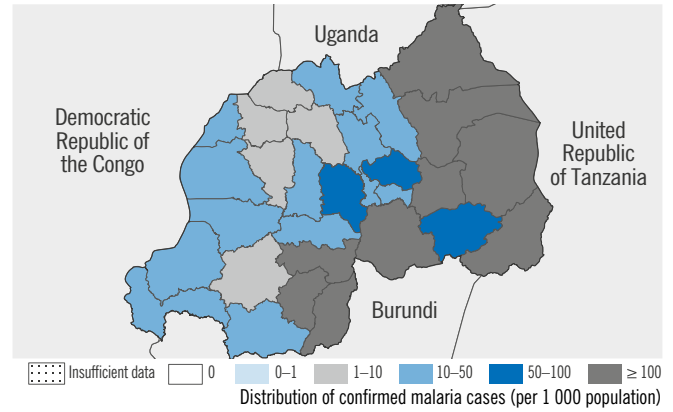 Uganda
Democratic
Republic of
the Congo
United
Republic
of Tanzania
Burundi
Insufficient data 0 0–1 1–10 10–50 50–100 ≥ 100
Distribution of confirmed malaria cases (per 1 000 population)